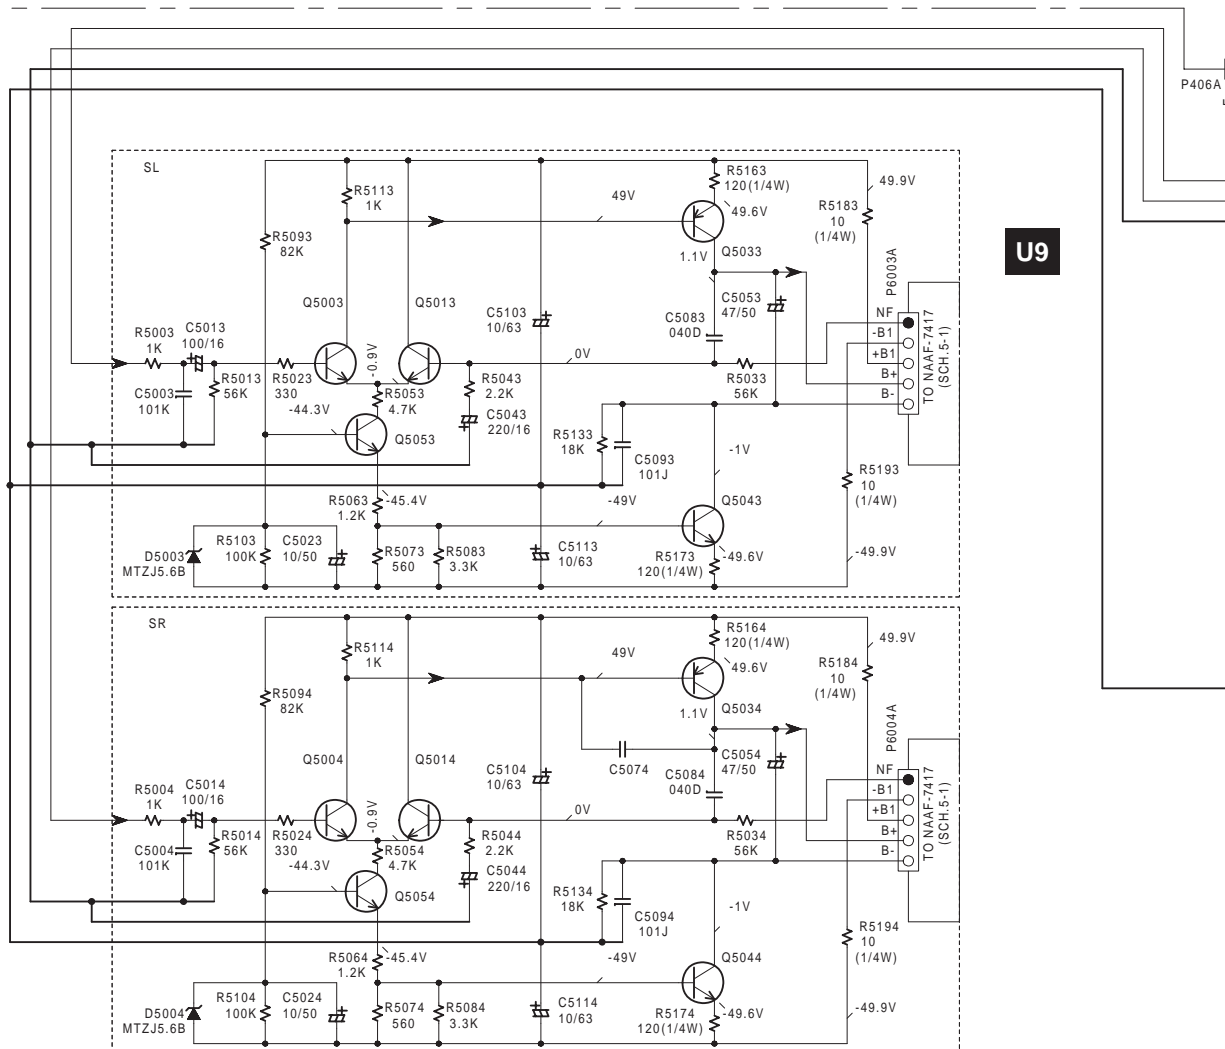 P406A
SL
R5163
120(1/4W)
49.9V
R5113
1K
49V
49.6V
R5183
10
(1/4W)
U9
R5093
82K
Q5033
1.1V
P6003A
Q5003
Q5013
C5103
10/63
C5083
040D
C5053
47/50
NF
-B1
+B1
B+
B-
TO NAAF-7417
(SCH.5-1)
R5003
1K
C5013
100/16
-0.9V
0V
C5003
101K
R5013
56K
R5023
330
R5053
4.7K
R5043
2.2K
R5033
56K
-44.3V
C5043
220/16
Q5053
R5133
18K
C5093
101J
-1V
R5193
10
(1/4W)
R5063
1.2K
-45.4V
-49V
Q5043
D5003
MTZJ5.6B
R5103
100K
C5023
10/50
R5073
560
R5083
3.3K
C5113
10/63
R5173
120(1/4W)
-49.6V
-49.9V
SR
R5164
120(1/4W)
49.9V
R5114
1K
49V
49.6V
R5184
10
(1/4W)
R5094
82K
Q5034
1.1V
P6004A
Q5004
Q5014
C5104
10/63
C5074
C5084
040D
C5054
47/50
NF
-B1
+B1
B+
B-
TO NAAF-7417
(SCH.5-1)
R5004
1K
C5014
100/16
-0.9V
0V
C5004
101K
R5014
56K
R5024
330
R5054
4.7K
R5044
2.2K
R5034
56K
-44.3V
C5044
220/16
Q5054
R5134
18K
C5094
101J
-1V
R5194
10
(1/4W)
R5064
1.2K
-45.4V
-49V
Q5044
D5004
MTZJ5.6B
R5104
100K
C5024
10/50
R5074
560
R5084
3.3K
C5114
10/63
R5174
120(1/4W)
-49.6V
-49.9V